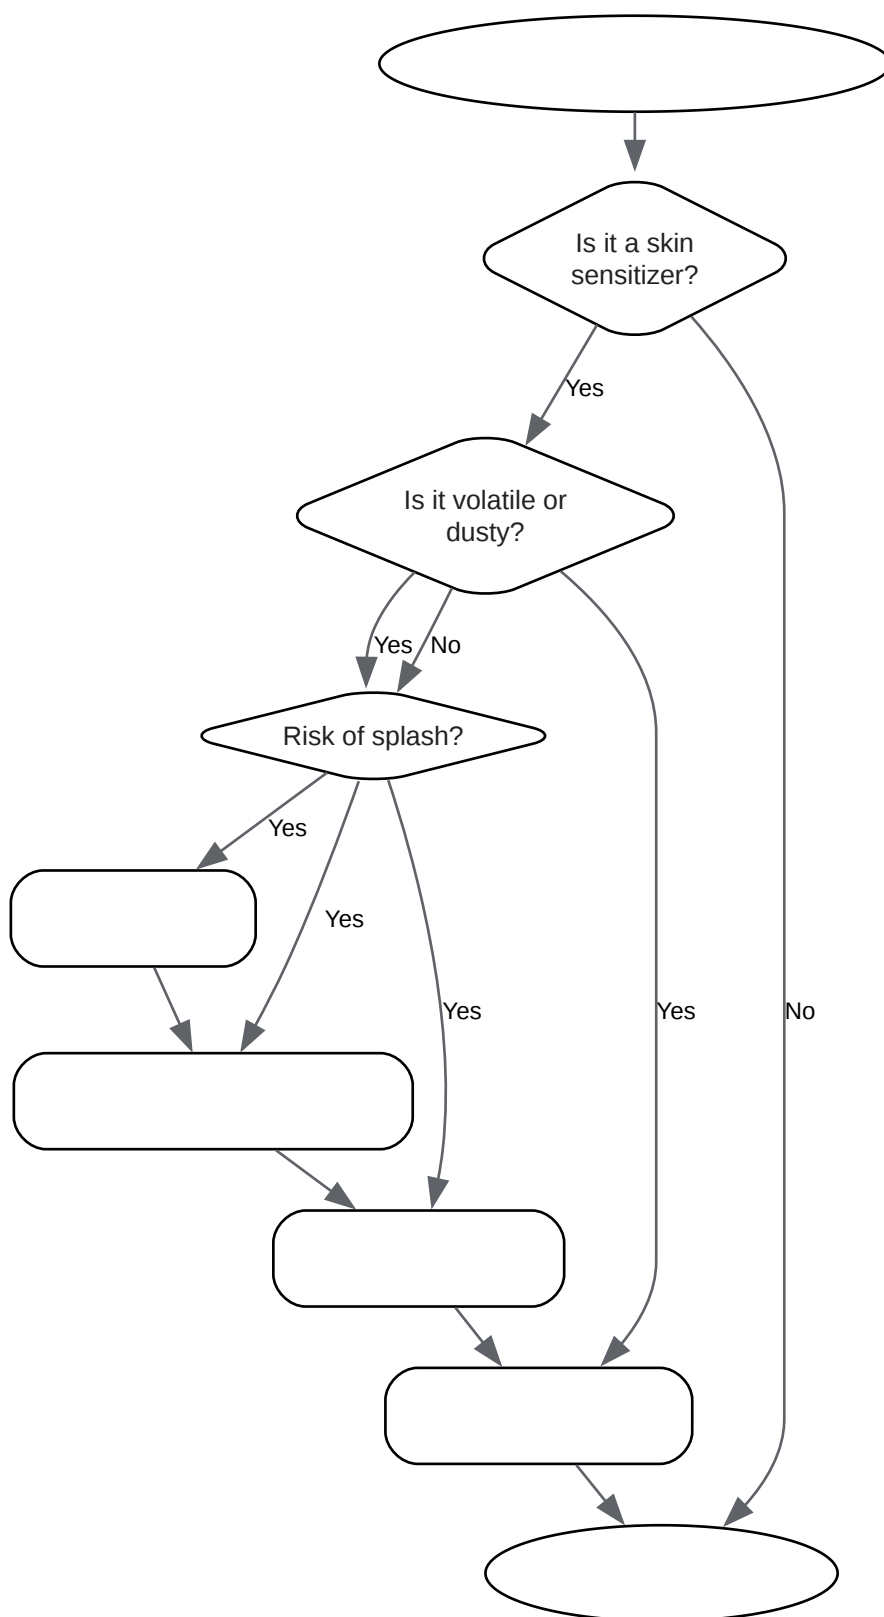 Is it a skin
sensitizer?
Yes
Is it volatile or
dusty?
Yes
No
Risk of splash?
Yes
Yes
Yes
Yes
No